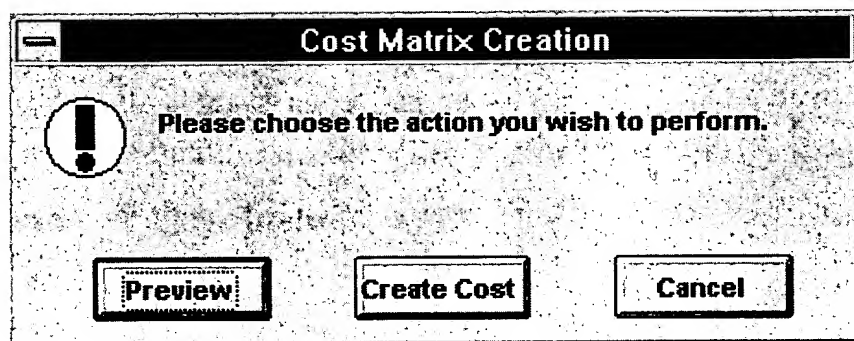 Cost Matrix Creation
Please choose the action you wish to perform.
Preview
Create Cost
Cancel